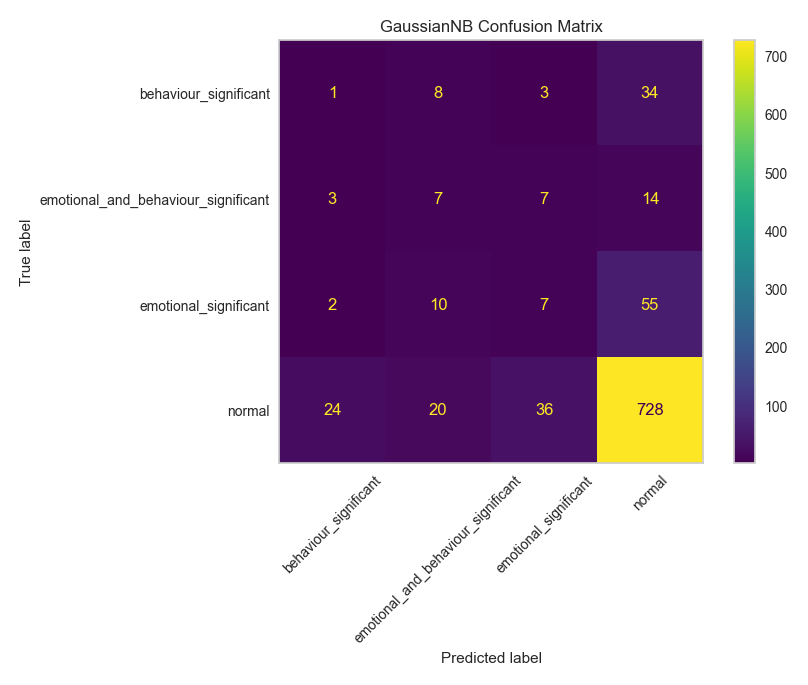 GaussianNB Confusion Matrix
True label
behaviour_significant
1 8 3 34
emotional_and_behaviour_significant
3 7 7 14
emotional_significant
2 10 7 55
normal
24 20 36 728
behaviour_significant
emotional_and_behaviour_significant
emotional_significant
normal
Predicted label
700
600
500
400
300
200
100